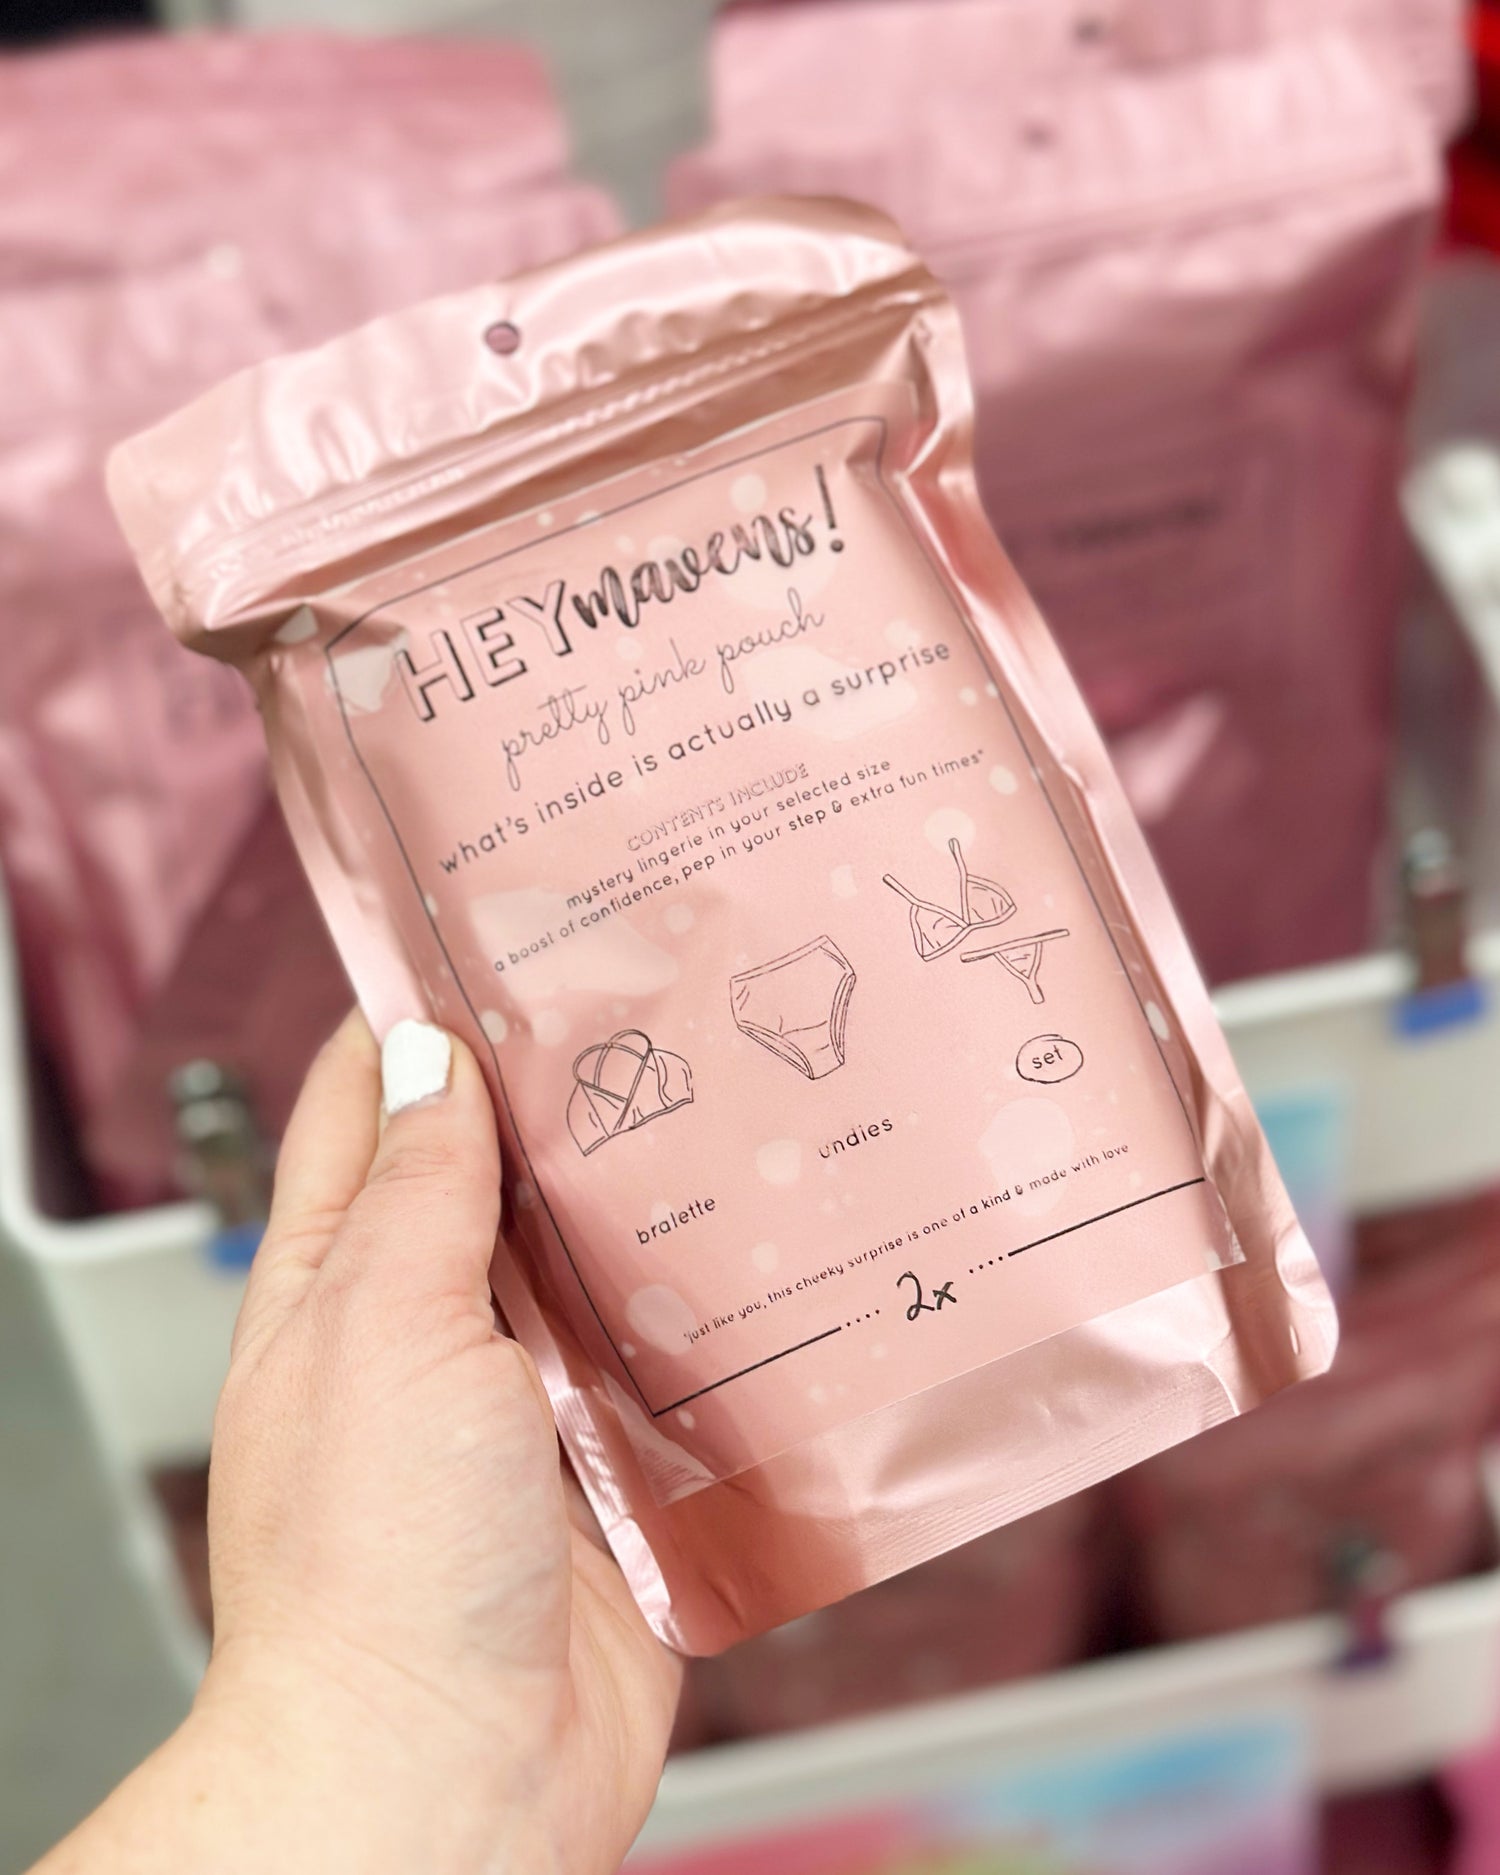 HEY mavens!
pretty pink pouch
what's inside is actually a surprise
CONTENTS INCLUDE
mystery lingerie in your selected size
a boost of confidence, pep in your step & extra fun times*
bralette
undies
set
*just like you, this cheeky surprise is one of a kind & made with love
.... 2x ....